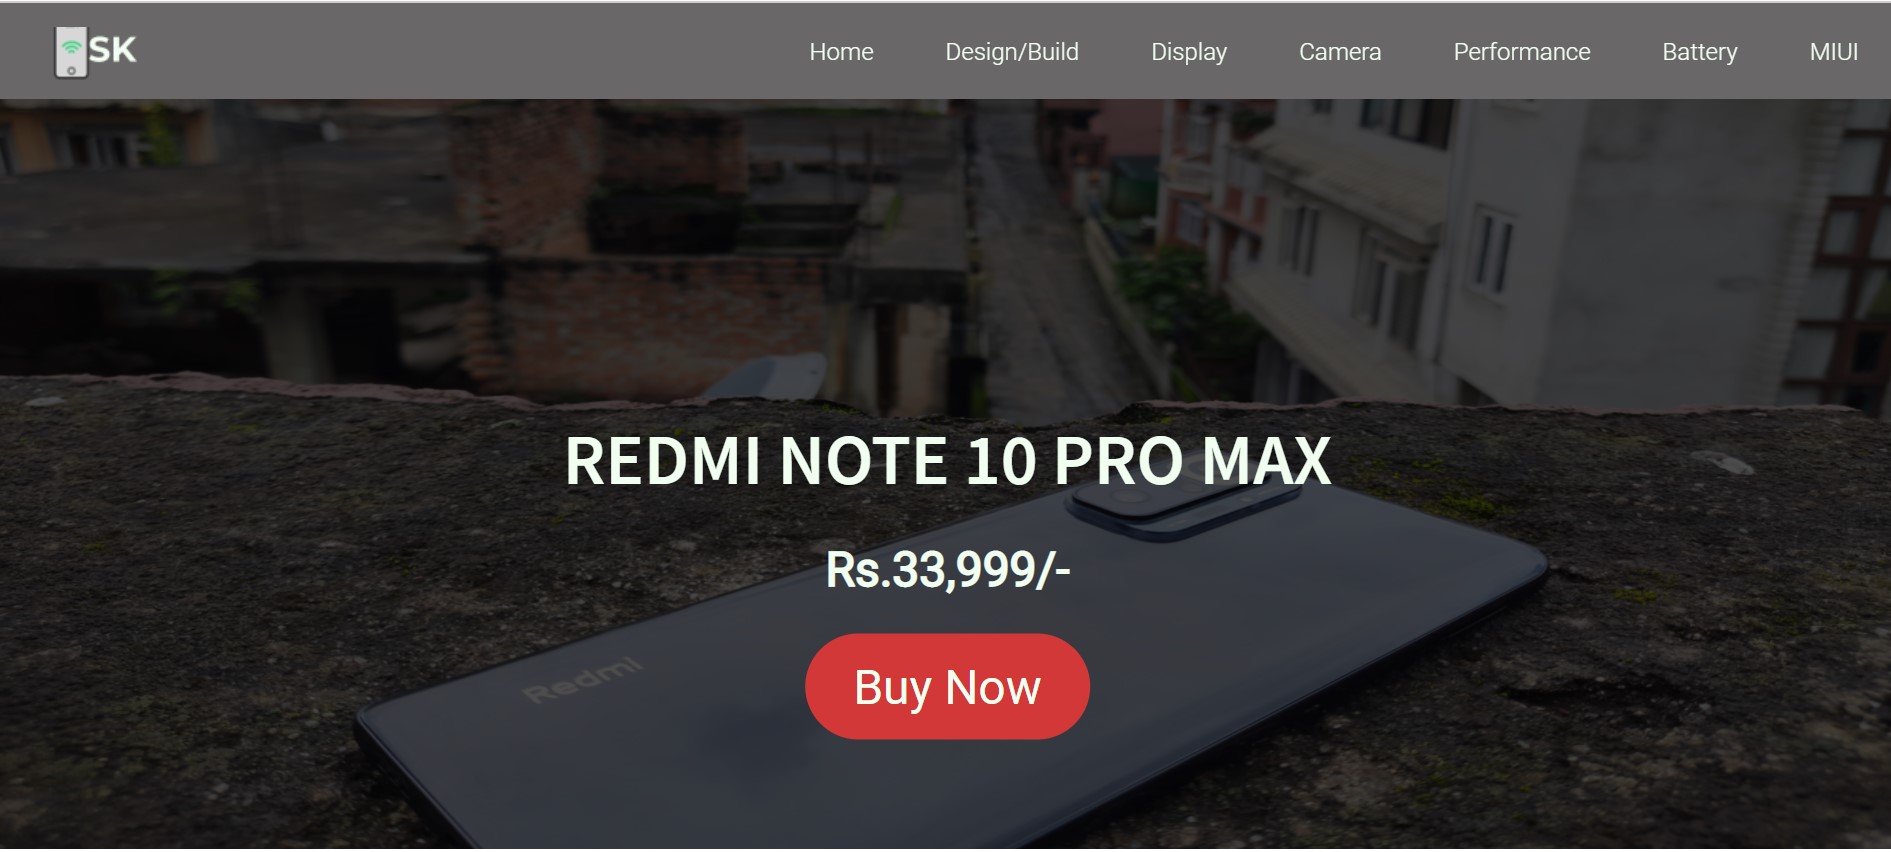 SK
Home Design/Build Display Camera Performance Battery MIUI
REDMI NOTE 10 PRO MAX
Rs.33,999/-
Buy Now
Redmi